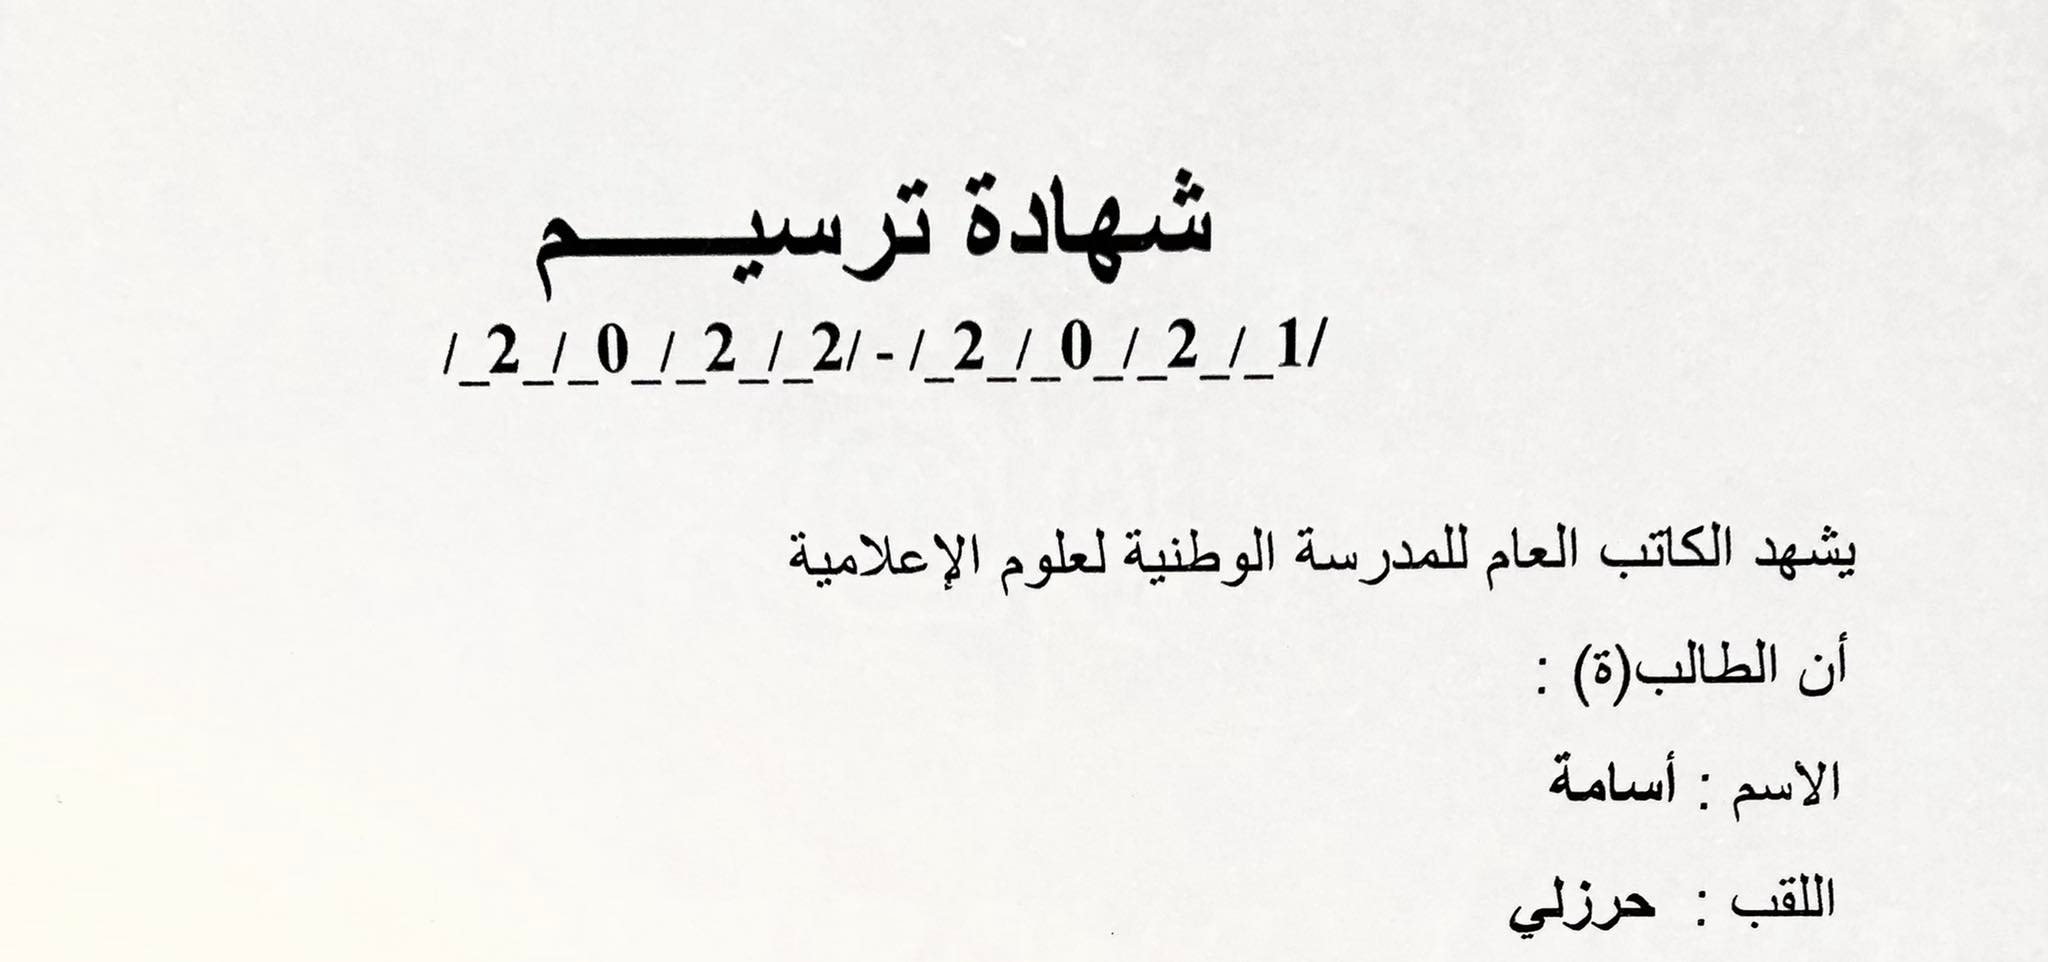 شهادة ترسيـــــــم
/_2_/_0_/_2_/_2/ - /_2_/_0_/_2_/_1/
يشهد الكاتب العام للمدرسة الوطنية لعلوم الإعلامية
أن الطالب(ة) :
الاسم : أسامة
اللقب : حرزلي